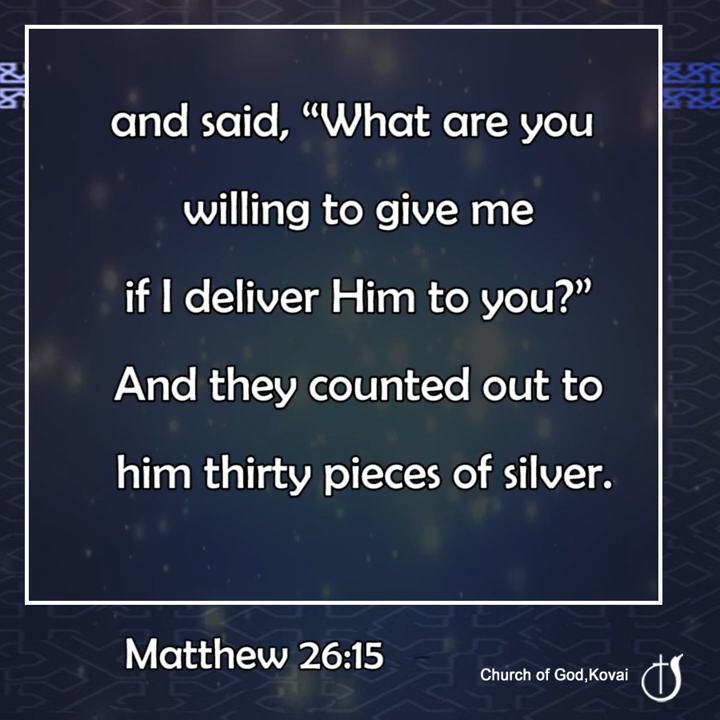 and said, “What are you
willing to give me
if I deliver Him to you?”
And they counted out to
him thirty pieces of silver.
Matthew 26:15
Church of God,Kovai